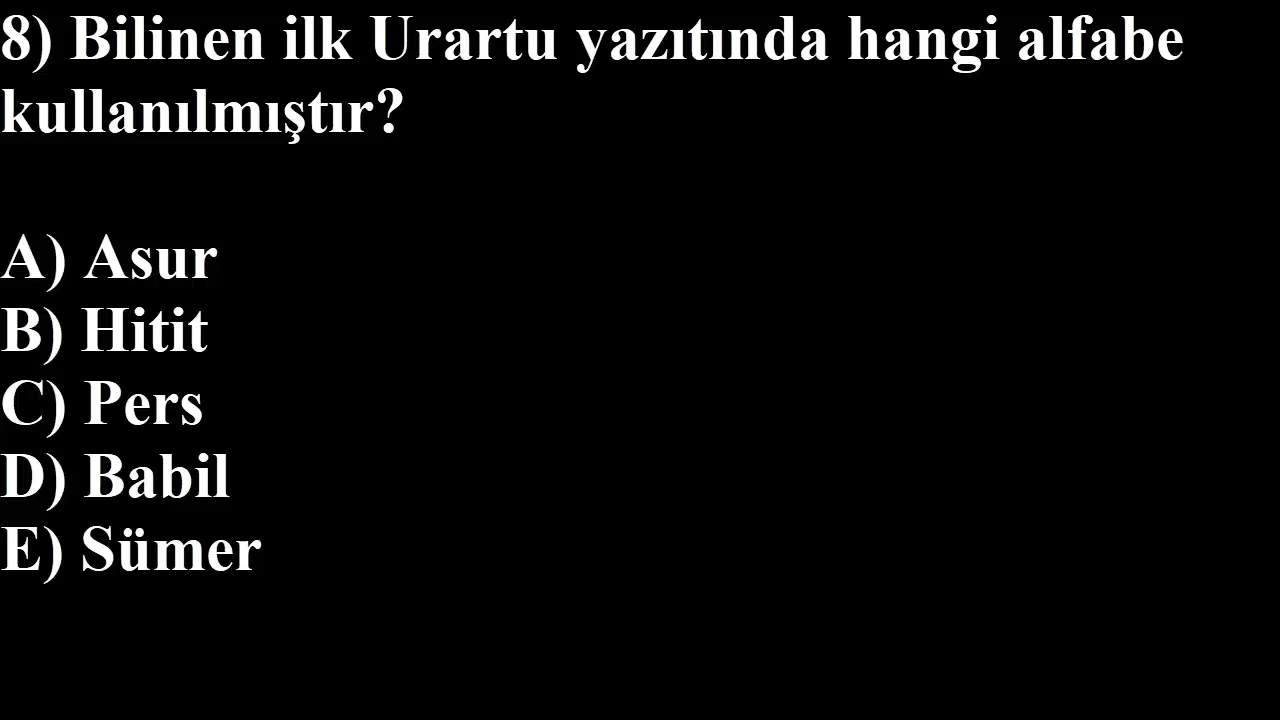 8) Bilinen ilk Urartu yazıtında hangi alfabe
kullanılmıştır?
A) Asur
B) Hitit
C) Pers
D) Babil
E) Sümer